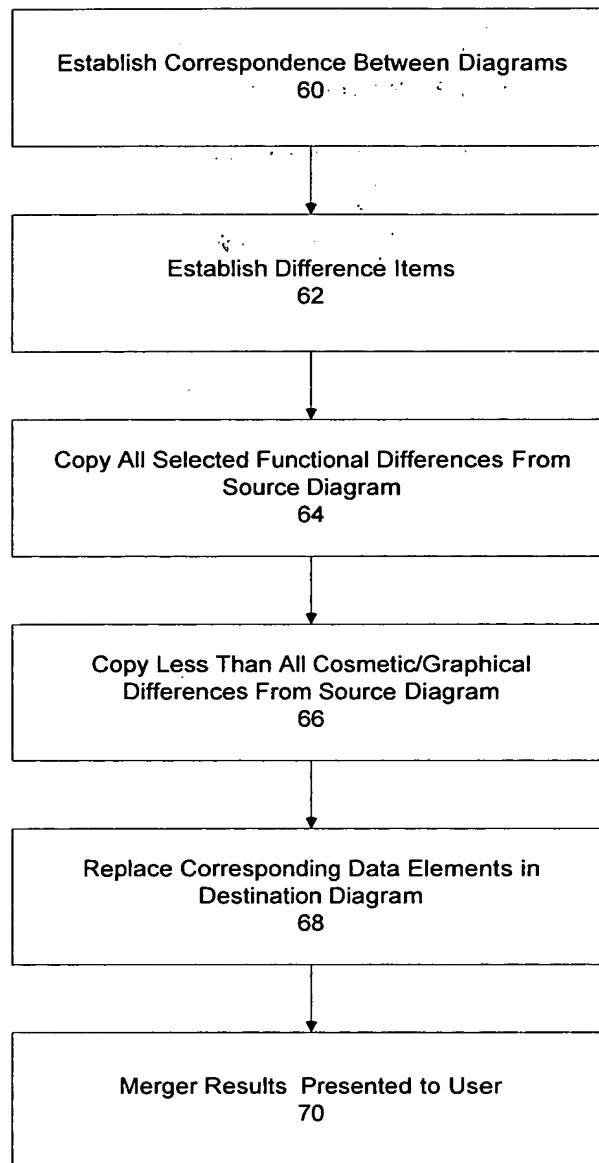 Establish Correspondence Between Diagrams
60
Establish Difference Items
62
Copy All Selected Functional Differences From
Source Diagram
64
Copy Less Than All Cosmetic/Graphical
Differences From Source Diagram
66
Replace Corresponding Data Elements in
Destination Diagram
68
Merger Results Presented to User
70